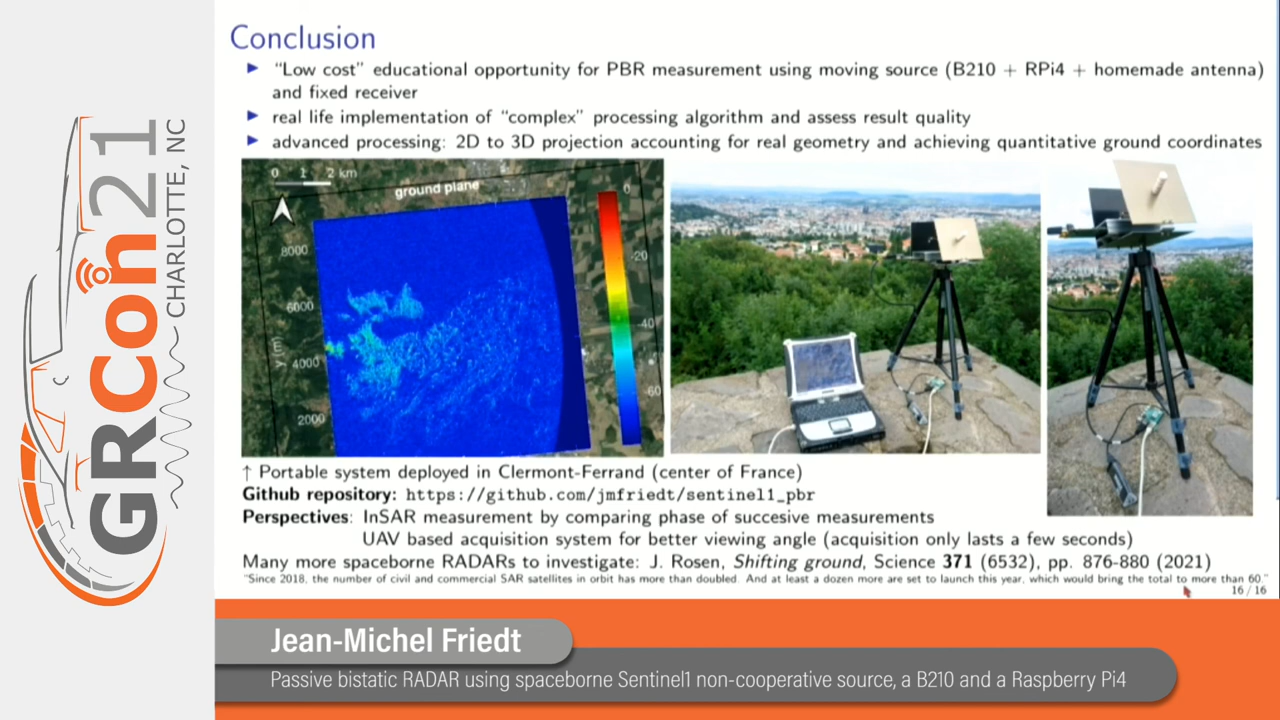 Conclusion
"Low cost" educational opportunity for PBR measurement using moving source (B210 + RPi4 + homemade antenna)
and fixed receiver
real life implementation of "complex" processing algorithm and assess result quality
advanced processing: 2D to 3D projection accounting for real geometry and achieving quantitative ground coordinates
0 1 2 km
ground plane
0
8000
-20
6000
-40
y (m)
4000
-60
2000
↑ Portable system deployed in Clermont-Ferrand (center of France)
Github repository: https://github.com/jmfriedt/sentinel1_pbr
Perspectives: InSAR measurement by comparing phase of succesive measurements
UAV based acquisition system for better viewing angle (acquisition only lasts a few seconds)
Many more spaceborne RADARs to investigate: J. Rosen, Shifting ground, Science 371 (6532), pp. 876-880 (2021)
"Since 2018, the number of civil and commercial SAR satellites in orbit has more than doubled. And at least a dozen more are set to launch this year, which would bring the total to more than 60."
16 / 16
GRCon21
CHARLOTTE, NC
Jean-Michel Friedt
Passive bistatic RADAR using spaceborne Sentinel1 non-cooperative source, a B210 and a Raspberry Pi4